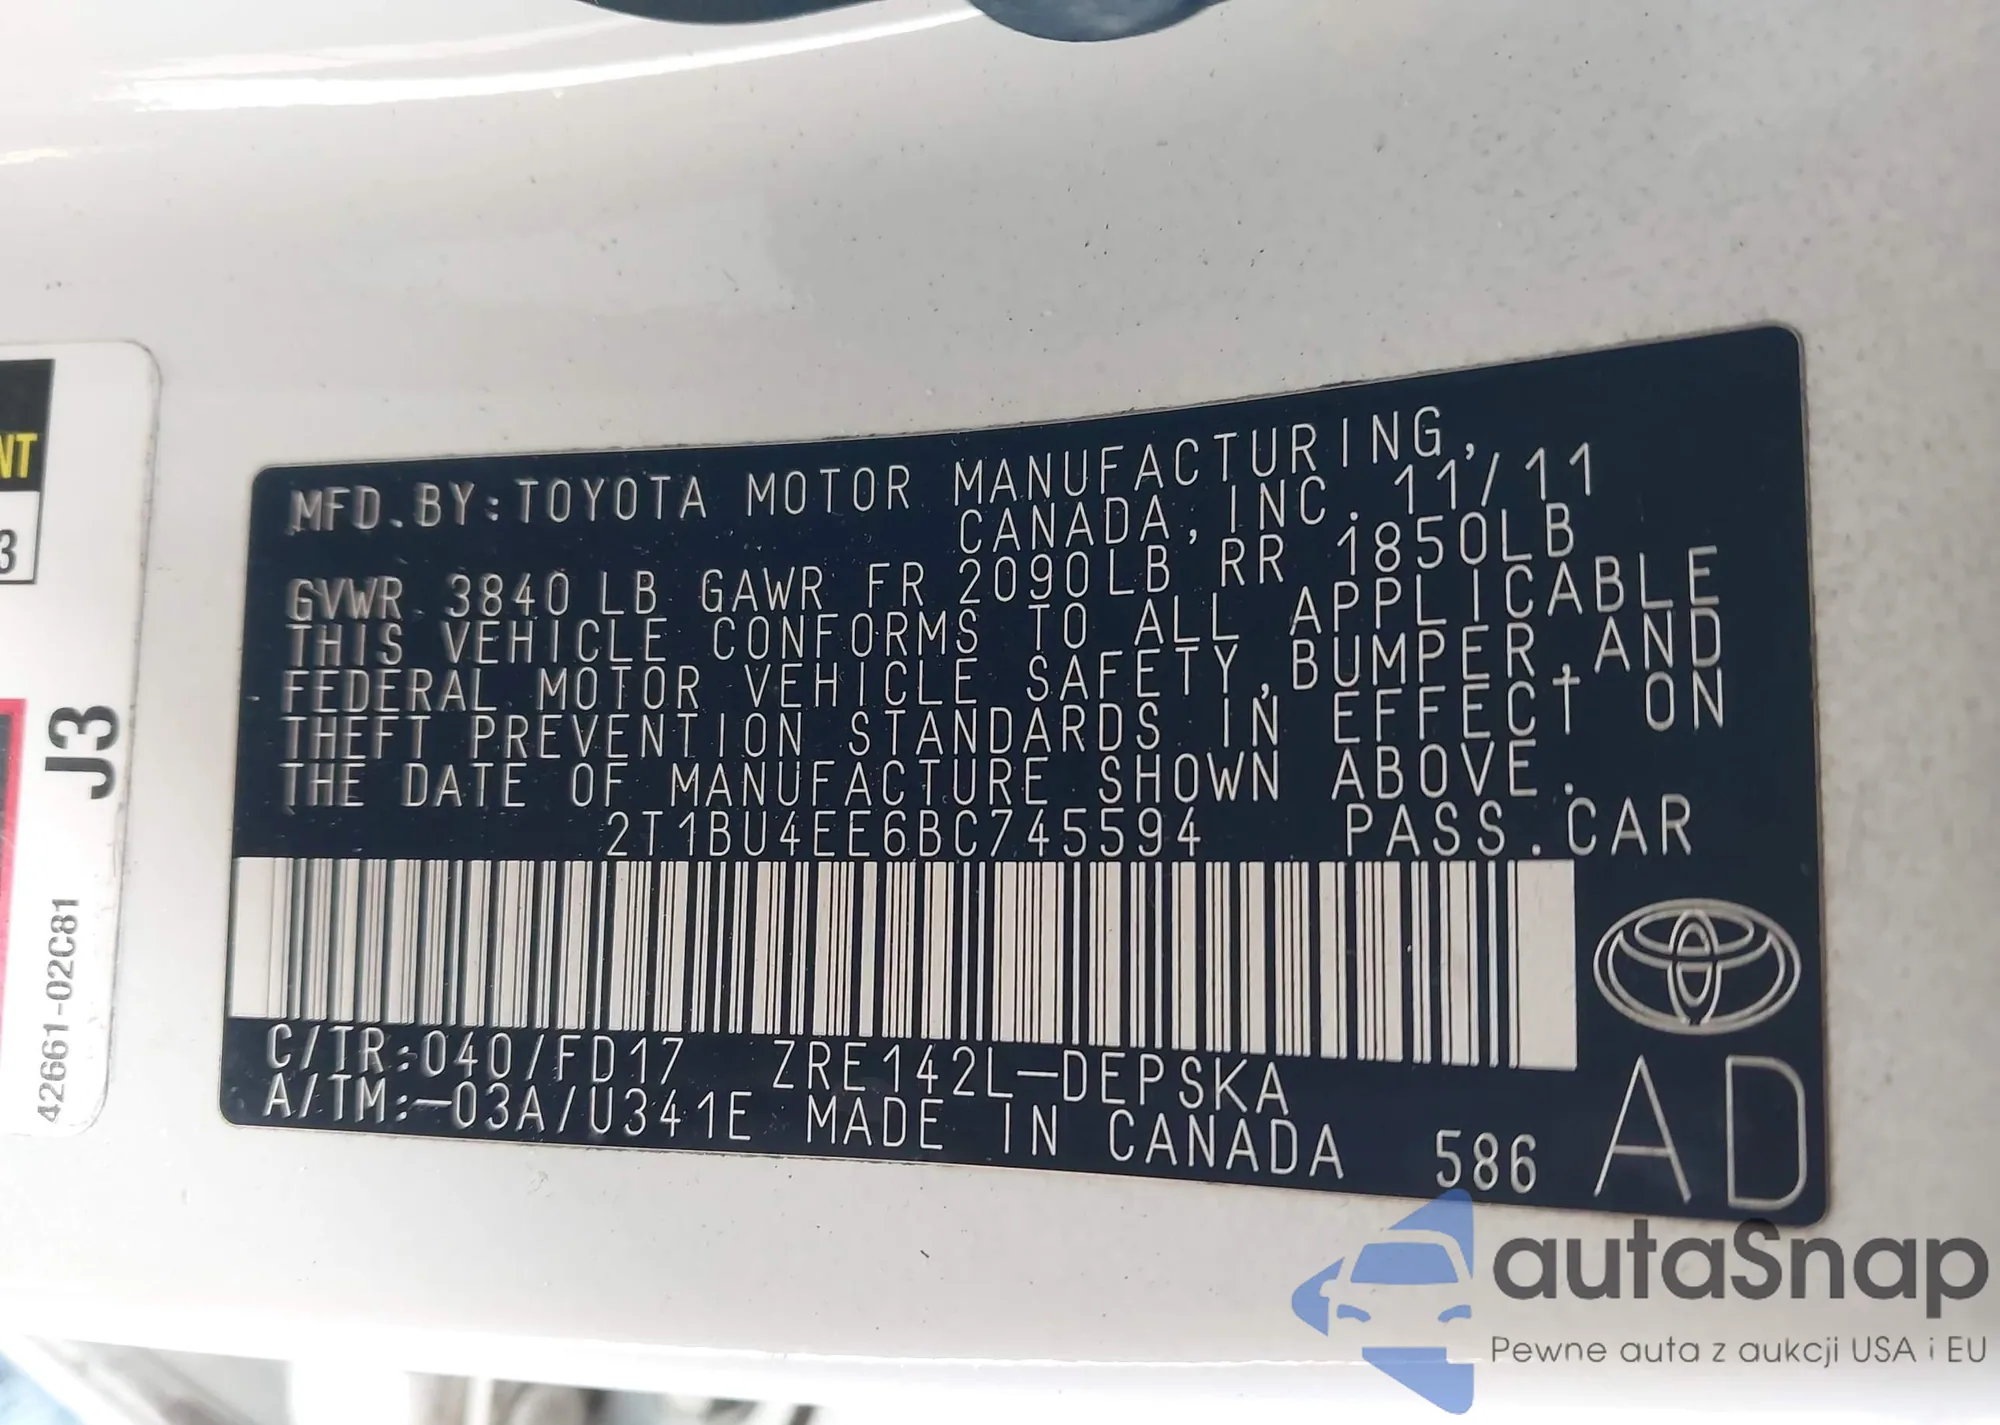 MFD.BY:TOYOTA MOTOR MANUFACTURING,
CANADA,INC. 11/11
GVWR 3840 LB GAWR FR 2090LB RR 1850LB
THIS VEHICLE CONFORMS TO ALL APPLICABLE
FEDERAL MOTOR VEHICLE SAFETY,BUMPER,AND
THEFT PREVENTION STANDARDS IN EFFECT ON
THE DATE OF MANUFACTURE SHOWN ABOVE.
2T1BU4EE6BC745594 PASS.CAR
C/TR:040/FD17 ZRE142L-DEPSKA
A/TM:-03A/U341E MADE IN CANADA 586
AD
NT
3
J3
42661-02C81
autaSnap
Pewne auta z aukcji USA i EU